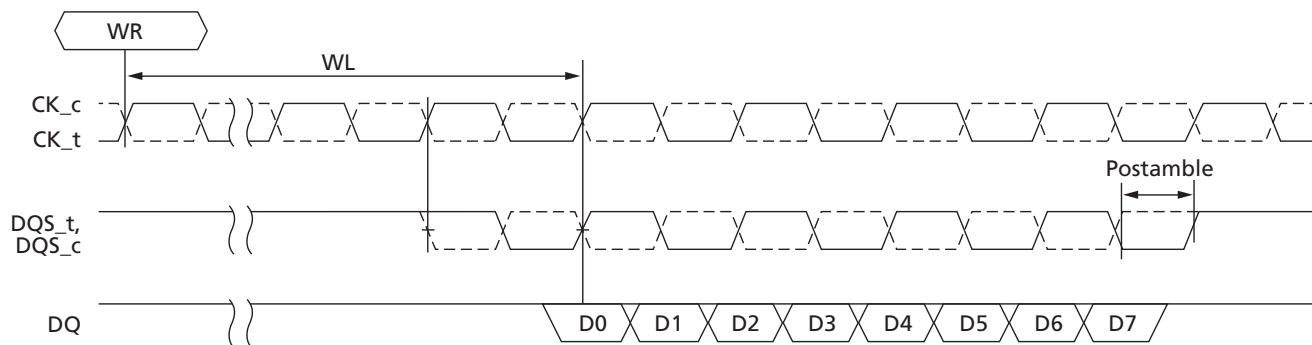 WR
WL
CK_c
CK_t
Postamble
DQS_t,
DQS_c
DQ
D0 D1 D2 D3 D4 D5 D6 D7